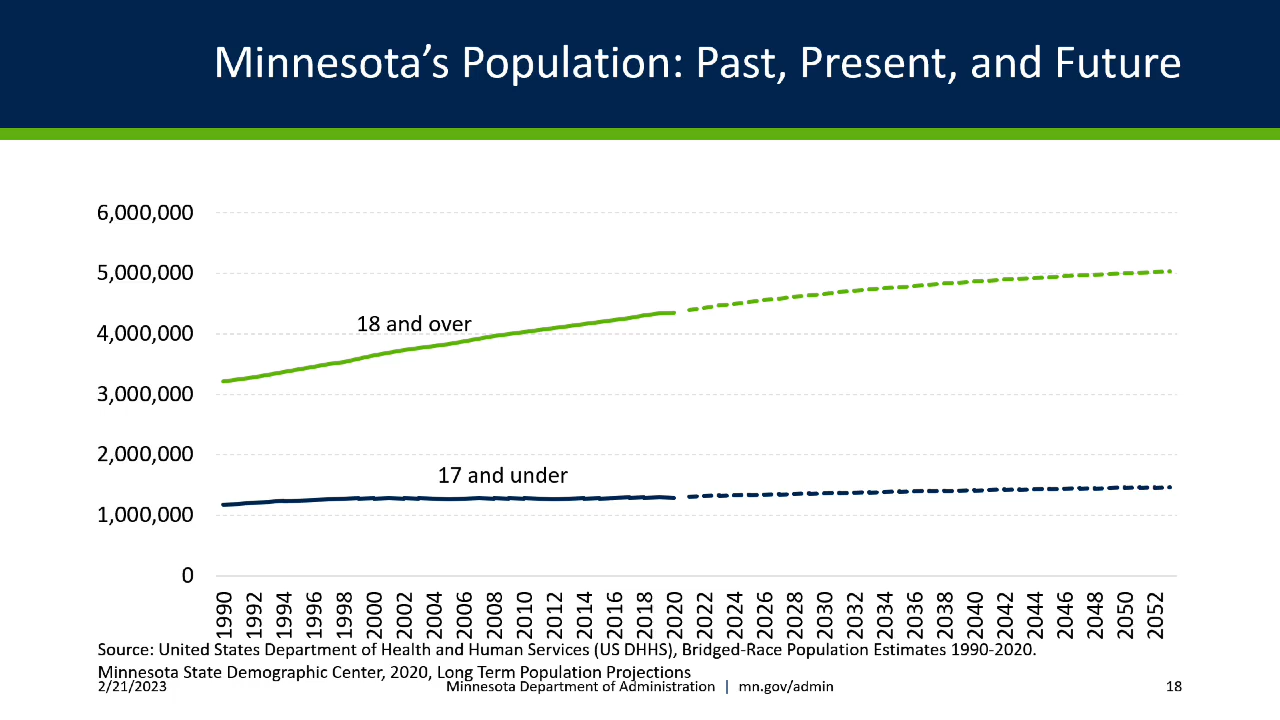 Minnesota’s Population: Past, Present, and Future
6,000,000
5,000,000
4,000,000
3,000,000
2,000,000
1,000,000
0
18 and over
17 and under
1990 1992 1994 1996 1998 2000 2002 2004 2006 2008 2010 2012 2014 2016 2018 2020 2022 2024 2026 2028 2030 2032 2034 2036 2038 2040 2042 2044 2046 2048 2050 2052
Source: United States Department of Health and Human Services (US DHHS), Bridged-Race Population Estimates 1990-2020.
Minnesota State Demographic Center, 2020, Long Term Population Projections
2/21/2023 Minnesota Department of Administration | mn.gov/admin 18